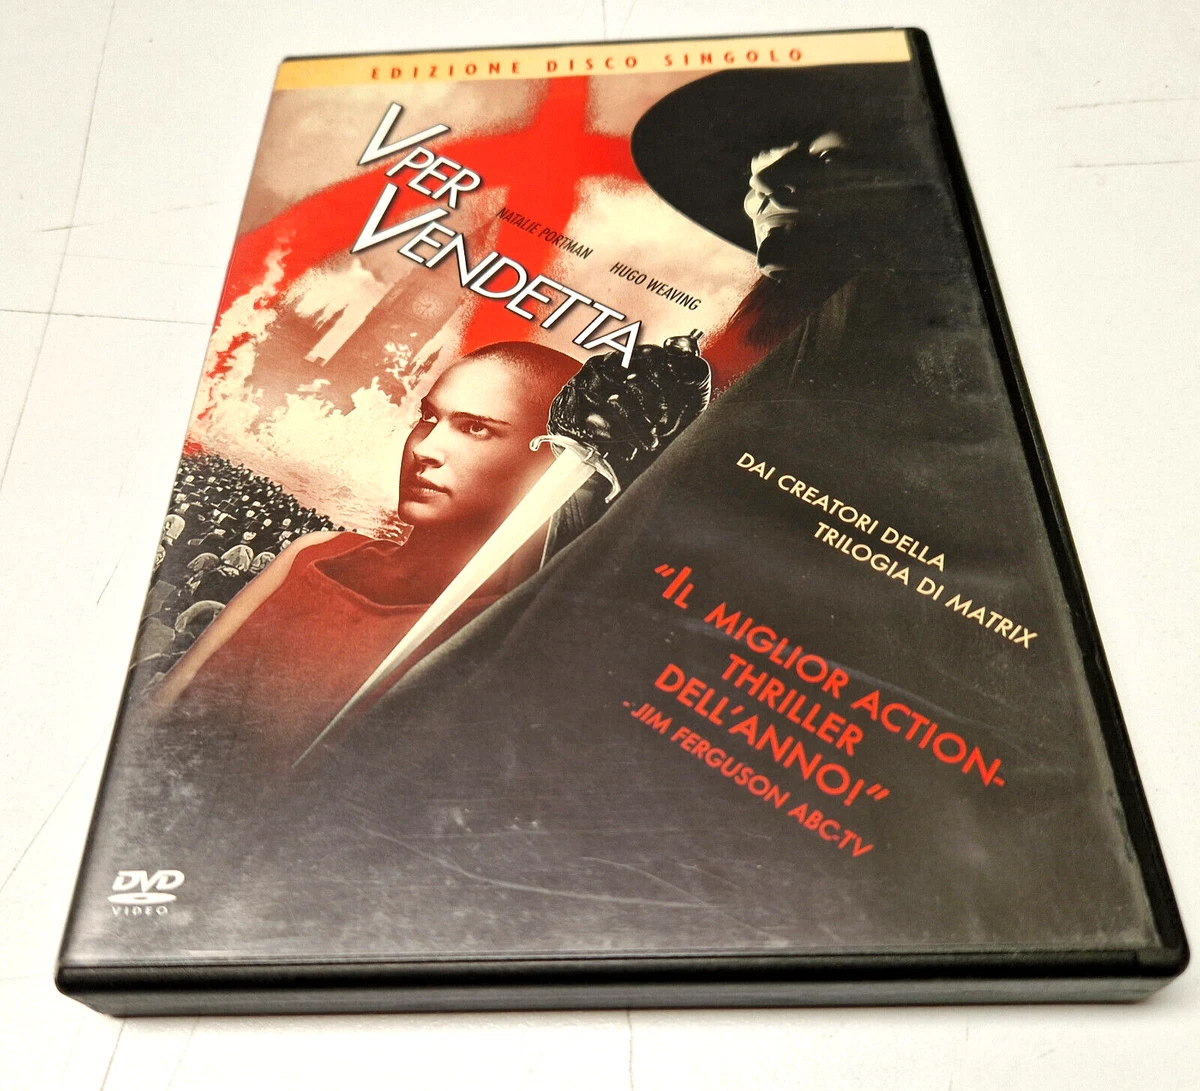 EDIZIONE DISCO SINGOLO
V PER
VENDETTA
NATALIE PORTMAN HUGO WEAVING
DAI CREATORI DELLA
TRILOGIA DI MATRIX
"IL MIGLIOR ACTION-
THRILLER
DELL'ANNO!"
-JIM FERGUSON ABC-TV
DVD
VIDEO